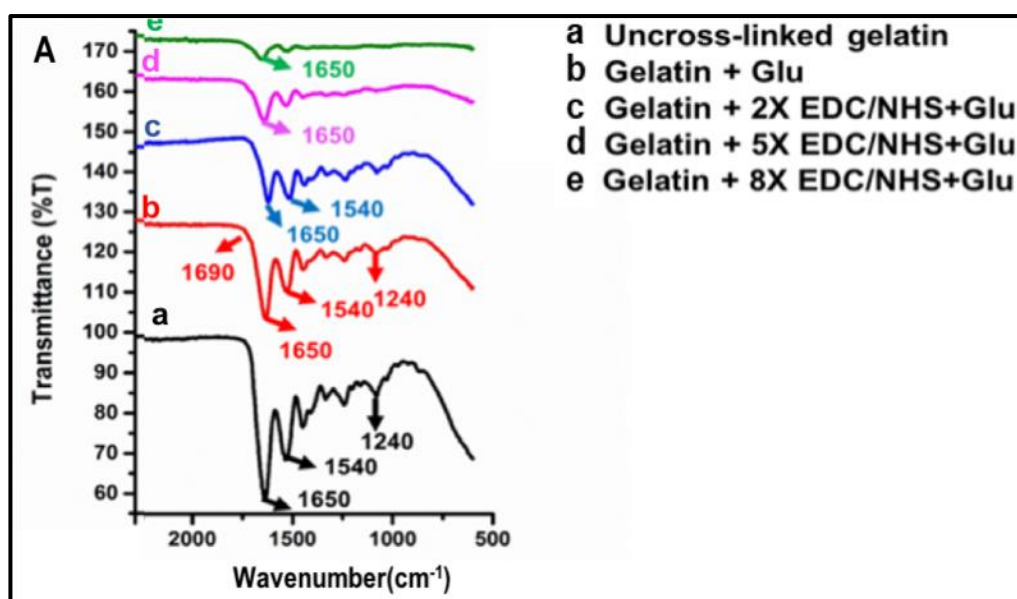 A
a Uncross-linked gelatin
b Gelatin + Glu
c Gelatin + 2X EDC/NHS+Glu
d Gelatin + 5X EDC/NHS+Glu
e Gelatin + 8X EDC/NHS+Glu
Transmittance (%T)
170
160
150
140
130
120
110
100
90
80
70
60
e
1650
d
1650
c
1540
1650
b
1690
1540
1240
1650
a
1240
1540
1650
2000
1500
1000
500
Wavenumber(cm⁻¹)